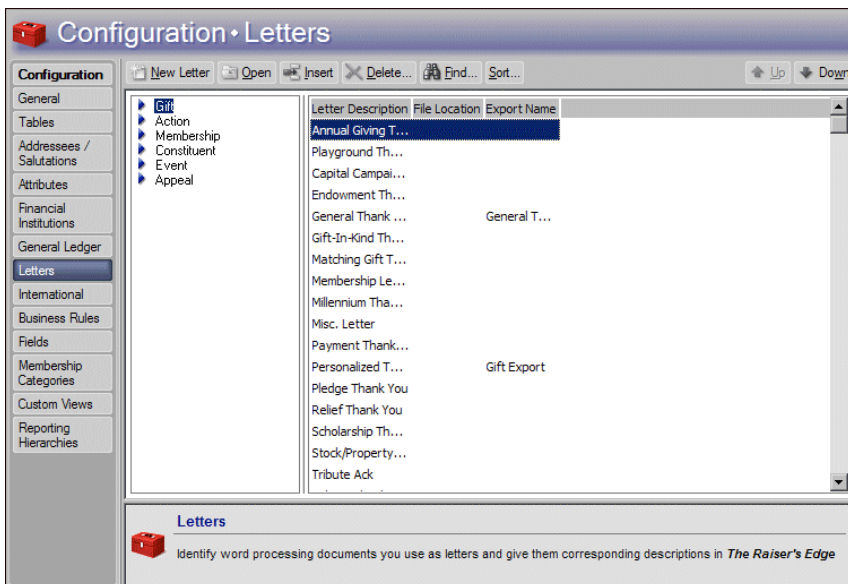 Configuration • Letters
Configuration
General
Tables
Addressees /
Salutations
Attributes
Financial
Institutions
General Ledger
Letters
International
Business Rules
Fields
Membership
Categories
Custom Views
Reporting
Hierarchies
New Letter Open Insert Delete... Find... Sort... Up Down
Gift
Action
Membership
Constituent
Event
Appeal
Letter Description File Location Export Name
Annual Giving T...
Playground Th...
Capital Campai...
Endowment Th...
General Thank ... General T...
Gift-In-Kind Th...
Matching Gift T...
Membership Le...
Millennium Tha...
Misc. Letter
Payment Thank...
Personalized T... Gift Export
Pledge Thank You
Relief Thank You
Scholarship Th...
Stock/Property...
Tribute Ack
Letters
Identify word processing documents you use as letters and give them corresponding descriptions in The Raiser's Edge